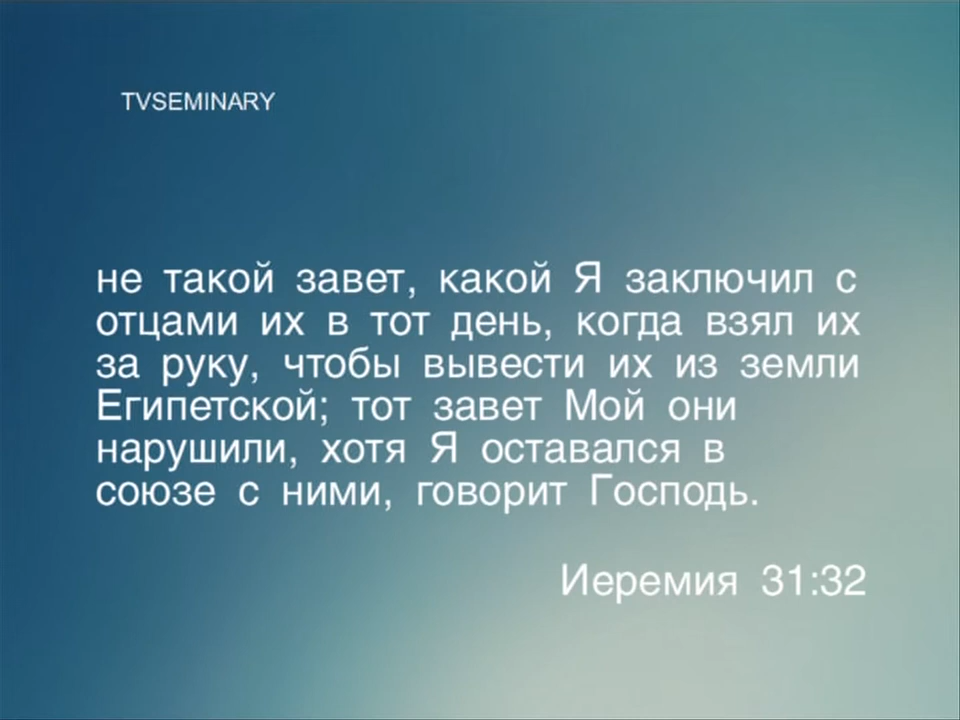 TVSEMINARY
не такой завет, какой Я заключил с
отцами их в тот день, когда взял их
за руку, чтобы вывести их из земли
Египетской; тот завет Мой они
нарушили, хотя Я оставался в
союзе с ними, говорит Господь.
Иеремия 31:32